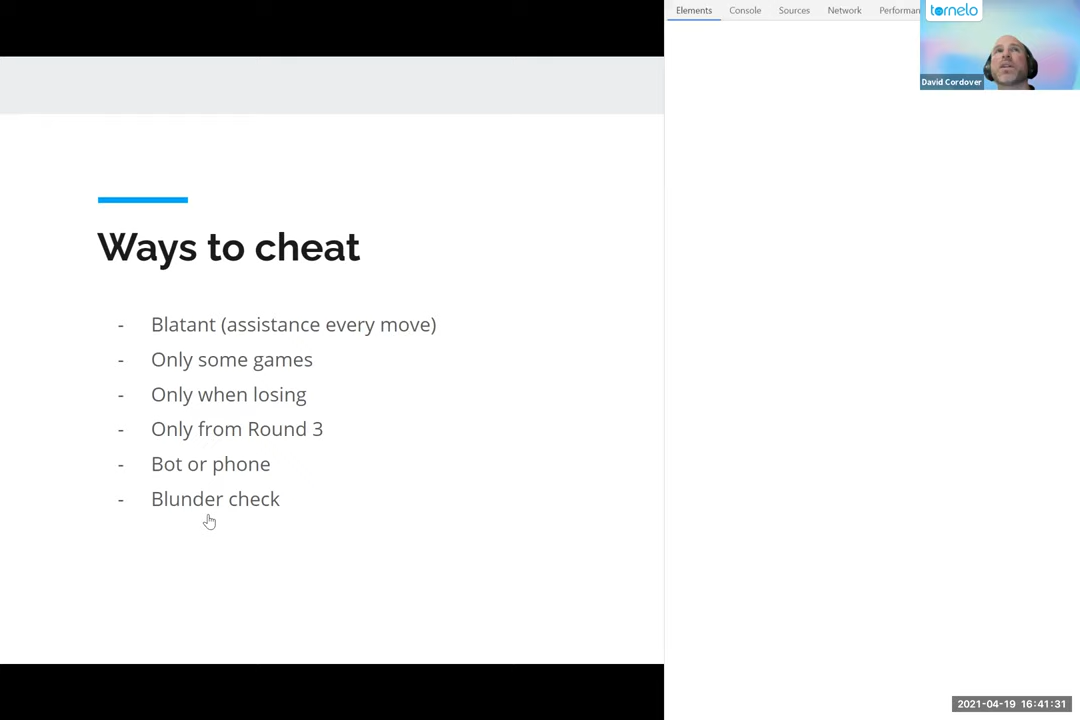 Elements Console Sources Network Performan
tornelo
David Cordover
Ways to cheat
- Blatant (assistance every move)
- Only some games
- Only when losing
- Only from Round 3
- Bot or phone
- Blunder check
2021-04-19 16:41:31